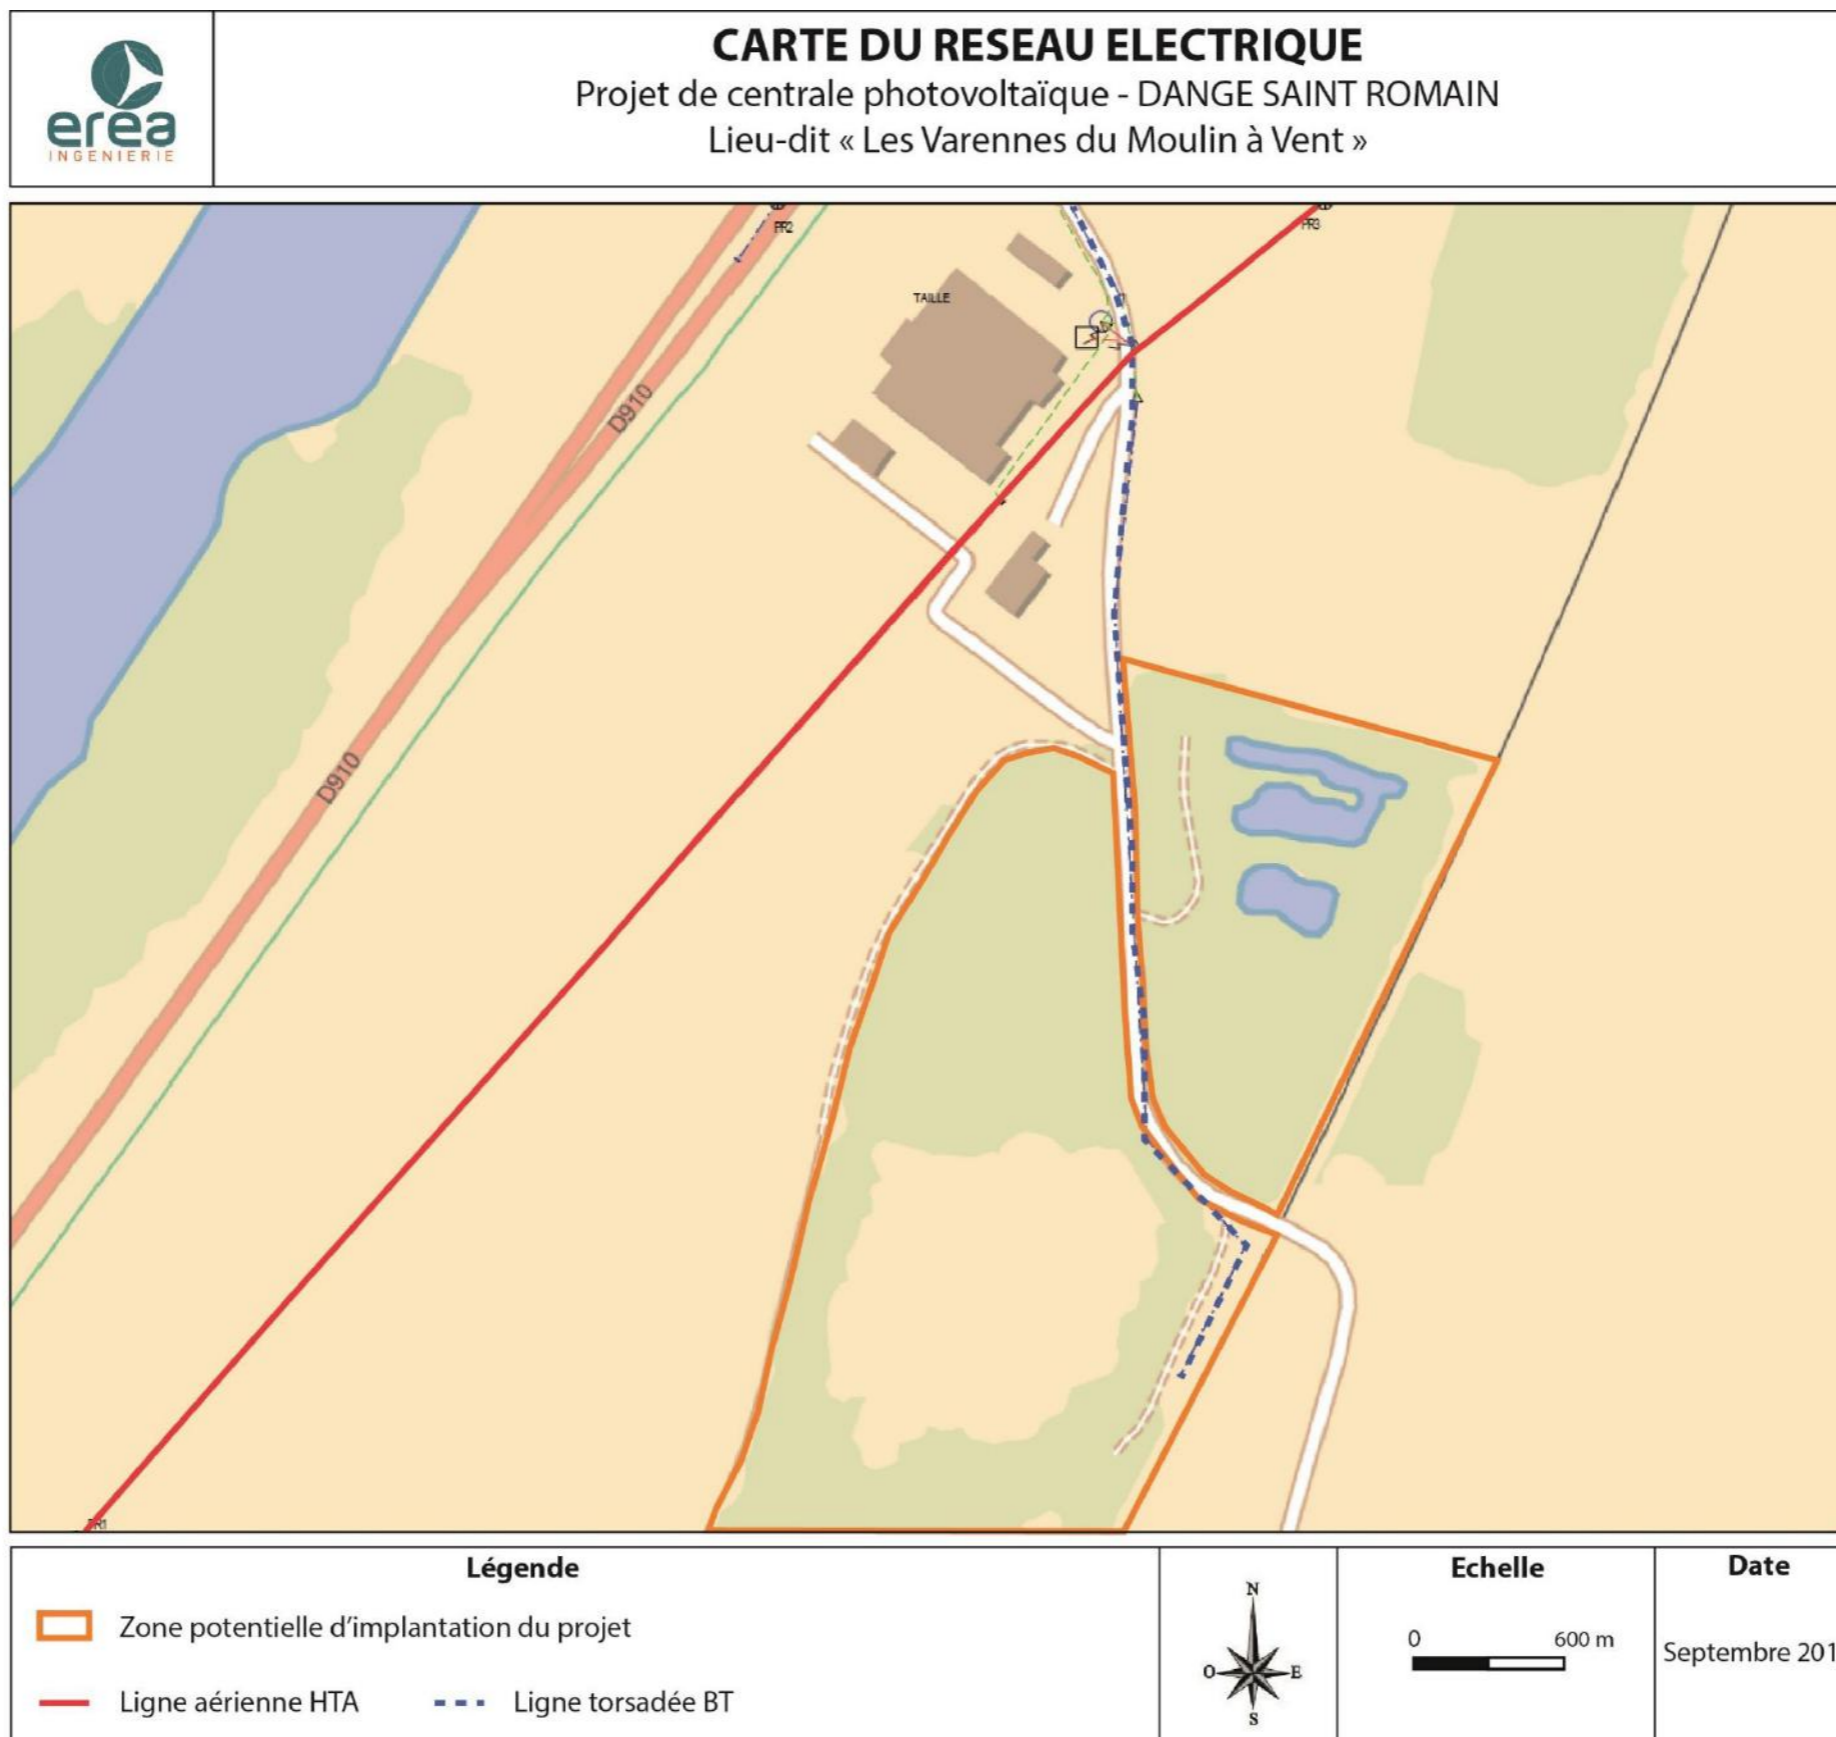 erea
INGENIERIE
CARTE DU RESEAU ELECTRIQUE
Projet de centrale photovoltaïque - DANGE SAINT ROMAIN
Lieu-dit « Les Varennes du Moulin à Vent »
PR2
PR3
TAILLE
D910
D910
PR1
Légende
Zone potentielle d'implantation du projet
Ligne aérienne HTA
Ligne torsadée BT
N
O
E
S
Echelle
0
600 m
Date
Septembre 201